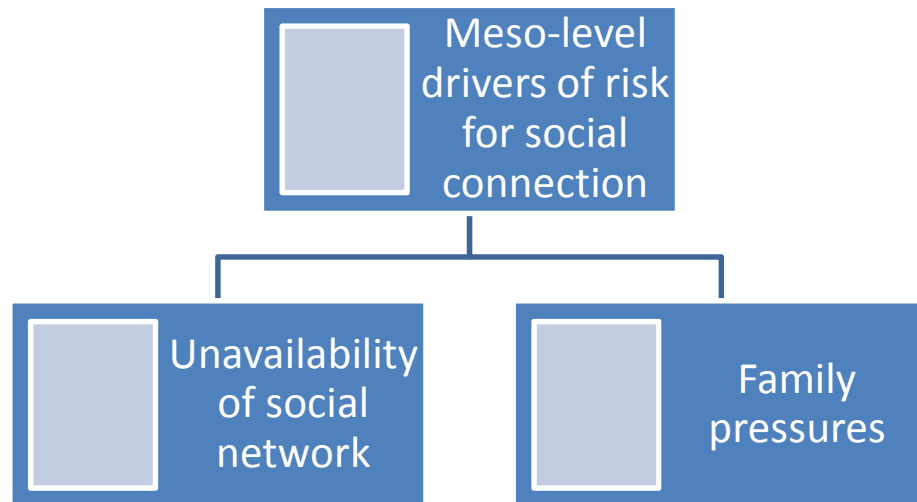 Meso-level
drivers of risk
for social
connection
Unavailability
of social
network
Family
pressures